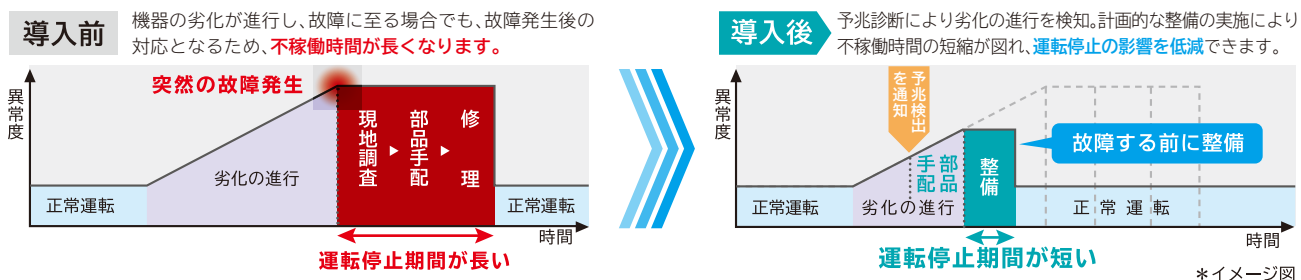 導入前
機器の劣化が進行し、故障に至る場合でも、故障発生後の
対応となるため、不稼働時間が長くなります。
異常度
突然の故障発生
正常運転
劣化の進行
現地調査
部品手配
修理
正常運転
時間
運転停止期間が長い
導入後
予兆診断により劣化の進行を検知。計画的な整備の実施により
不稼働時間の短縮が図れ、運転停止の影響を低減できます。
異常度
予兆検出
を通知
部品
手配
整備
故障する前に整備
正常運転
劣化の進行
正常運転
時間
運転停止期間が短い
＊イメージ図